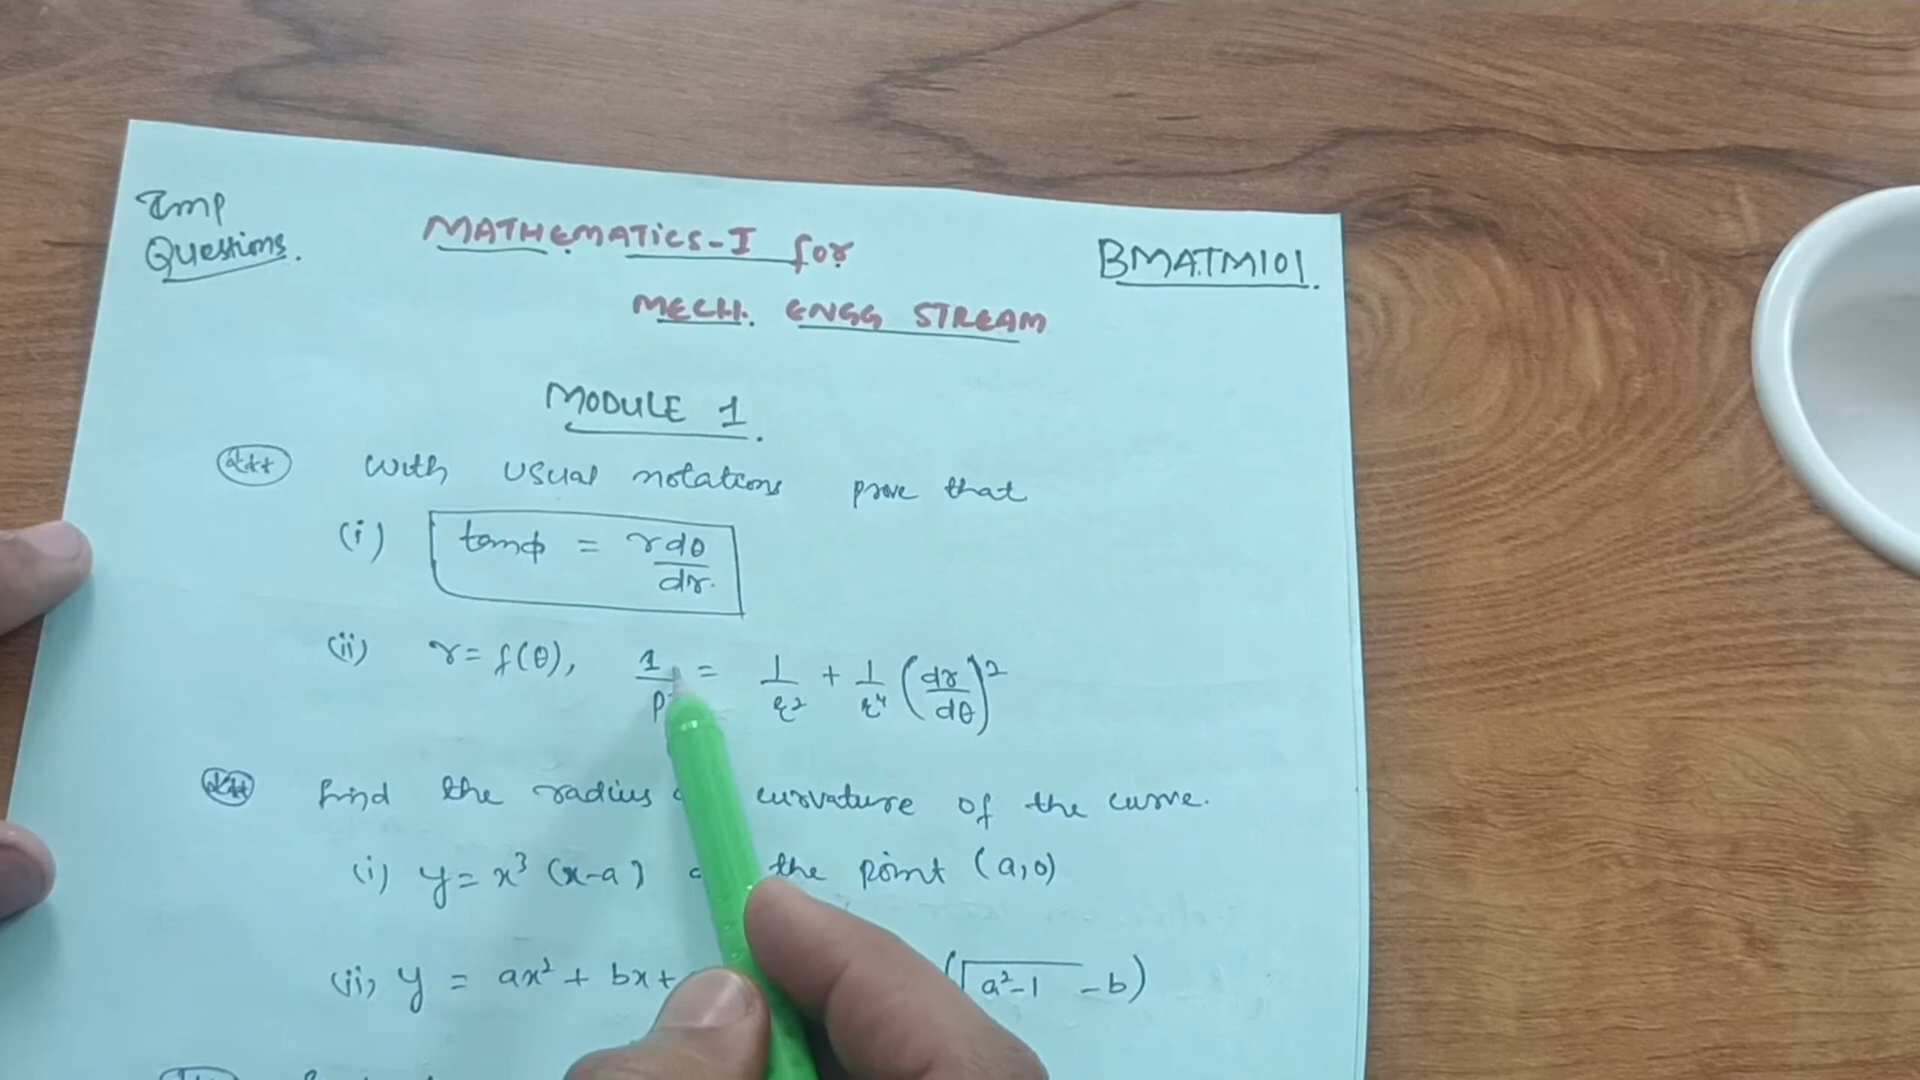 Imp
Questions.
MATHEMATICS-I for
MECH. ENGG STREAM
BMATM101.
MODULE 1.
*** With usual notations prove that
(i) tanφ = rdθ/dr.
(ii) r = f(θ), 1/p = 1/r² + 1/r⁴ (dr/dθ)²
find the radius curvature of the curve.
(i) y = x³ (x-a) the point (a,0)
(ii) y = ax² + bx + (√a²-1 -b)